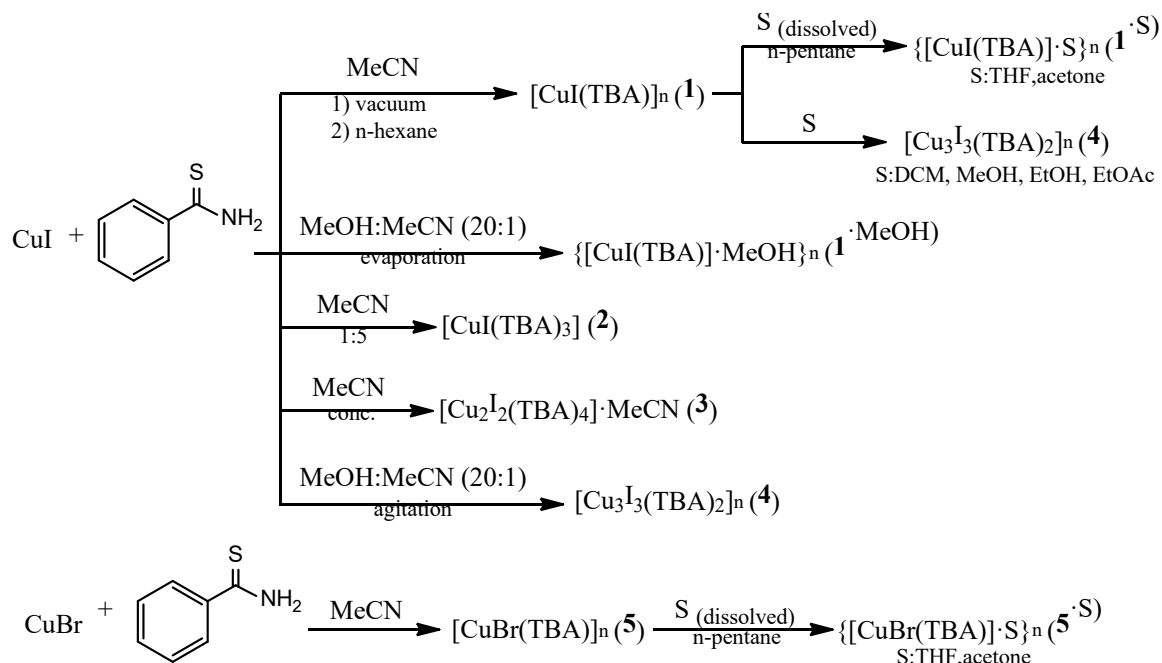 S (dissolved)
n-pentane
{[CuI(TBA)]·S}n (1·S)
S:THF,acetone
MeCN
1) vacuum
2) n-hexane
[CuI(TBA)]n (1)
S
[Cu3I3(TBA)2]n (4)
S:DCM, MeOH, EtOH, EtOAc
CuI +
S
NH2
MeOH:MeCN (20:1)
evaporation
{[CuI(TBA)]·MeOH}n (1·MeOH)
MeCN
1:5
[CuI(TBA)3] (2)
MeCN
conc.
[Cu2I2(TBA)4]·MeCN (3)
MeOH:MeCN (20:1)
agitation
[Cu3I3(TBA)2]n (4)
CuBr +
S
NH2
MeCN
[CuBr(TBA)]n (5)
S (dissolved)
n-pentane
{[CuBr(TBA)]·S}n (5·S)
S:THF,acetone